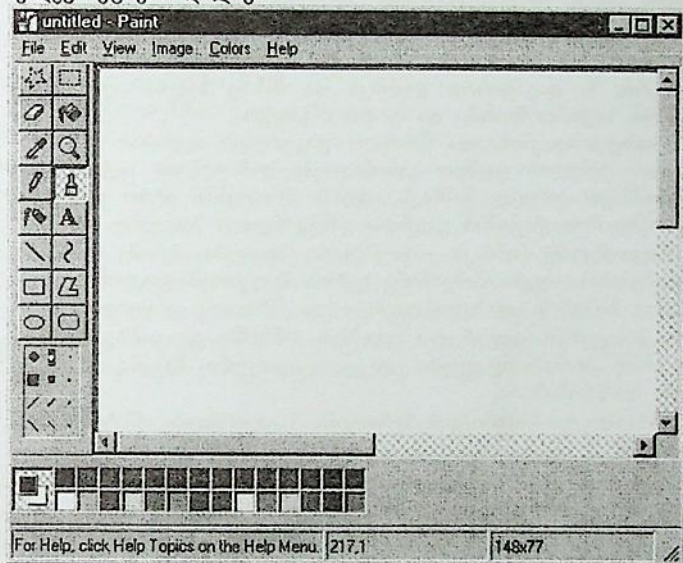 untitled - Paint
File Edit View Image Colors Help
A
For Help, click Help Topics on the Help Menu. 217,1 148x77